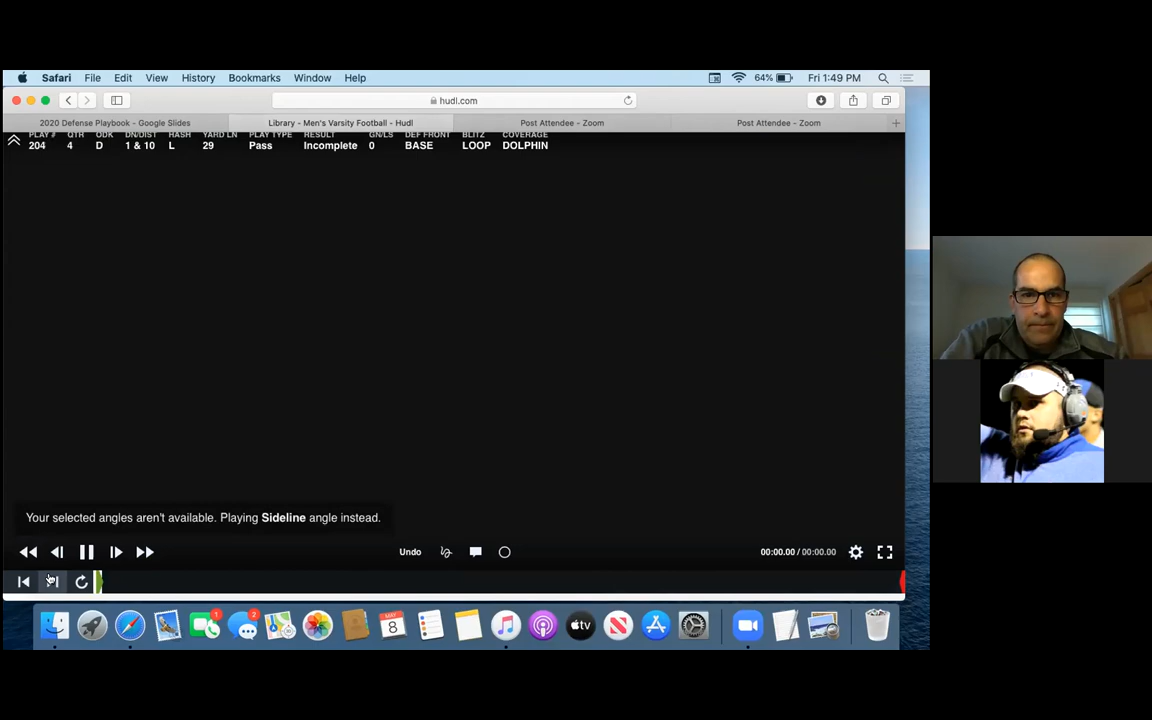 Safari File Edit View History Bookmarks Window Help 64% Fri 1:49 PM
hudl.com
2020 Defense Playbook - Google Slides Library - Men's Varsity Football - Hudl Post Attendee - Zoom Post Attendee - Zoom
PLAY # QTR ODK DN/DIST HASH YARD LN PLAY TYPE RESULT GN/LS DEF FRONT BLITZ COVERAGE
204 4 D 1 & 10 L 29 Pass Incomplete 0 BASE LOOP DOLPHIN
Your selected angles aren't available. Playing Sideline angle instead.
Undo 00:00.00 / 00:00.00
1 2 MAY 8 tv